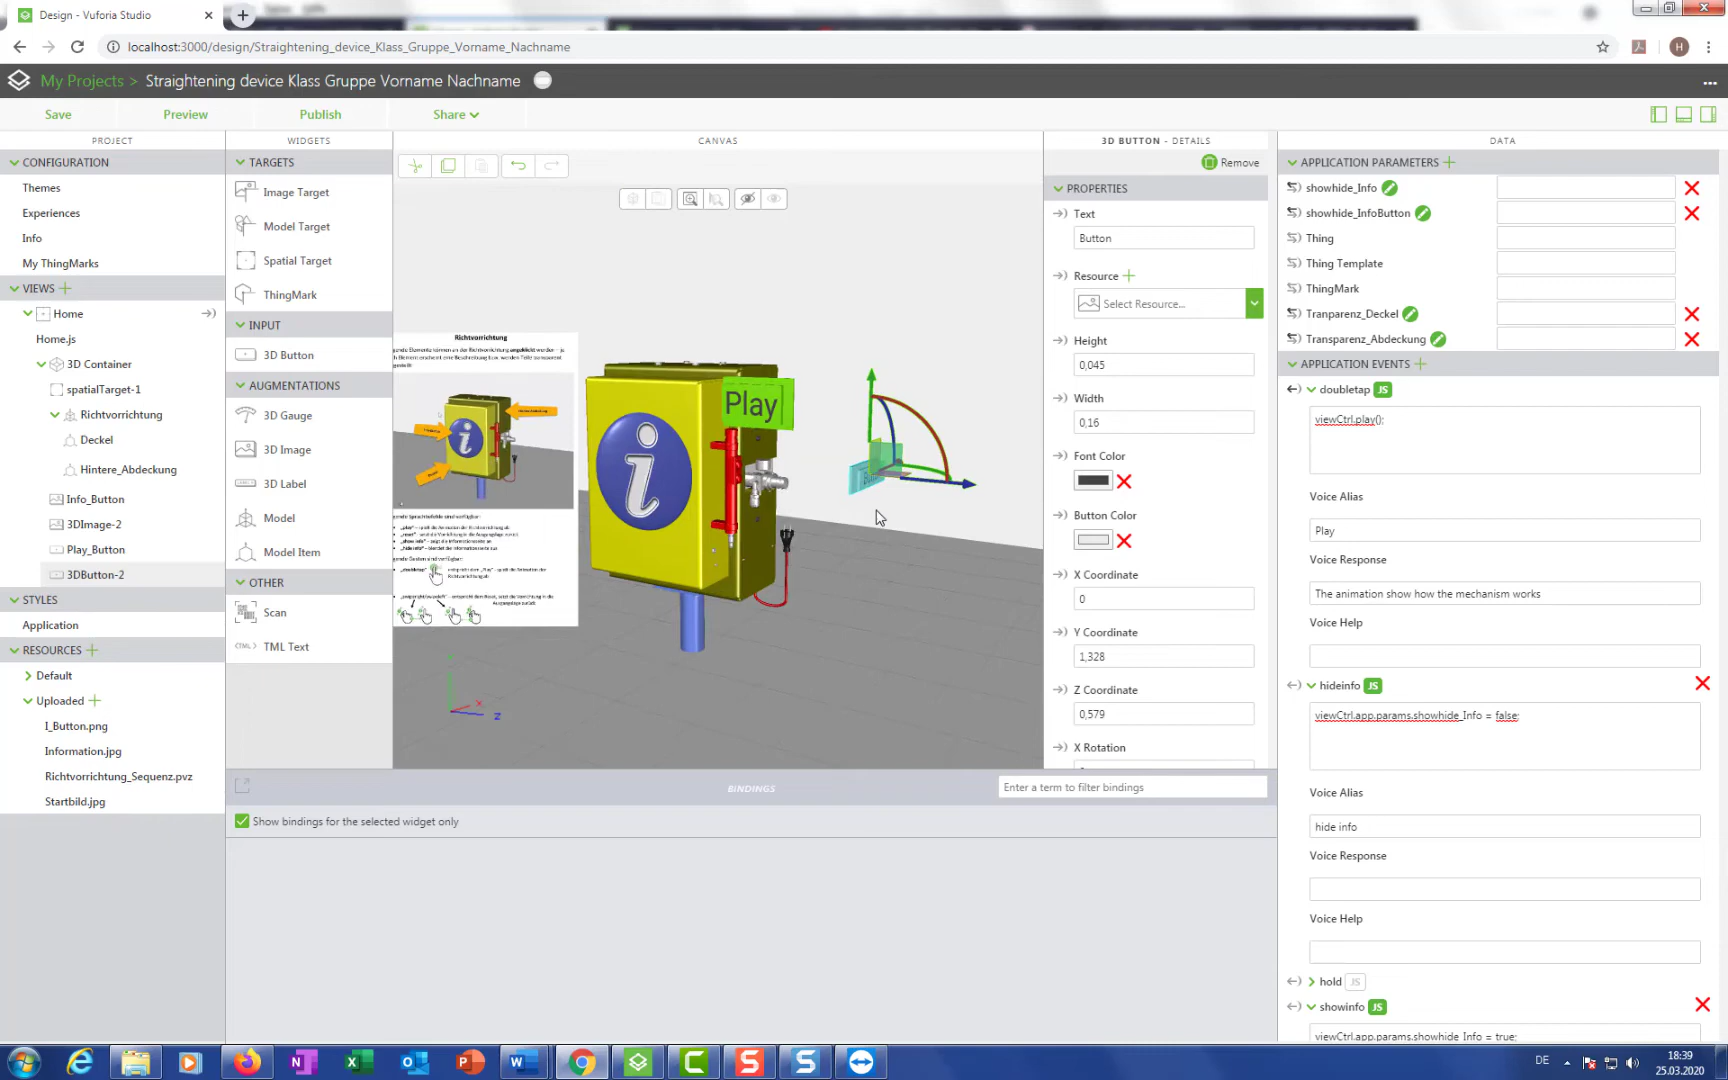 Design - Vuforia Studio
localhost:3000/design/Straightening_device_Klass_Gruppe_Vorname_Nachname
H
My Projects > Straightening device Klass Gruppe Vorname Nachname
Save
Preview
Publish
Share
PROJECT
CONFIGURATION
Themes
Experiences
Info
My ThingMarks
VIEWS
Home
Home.js
3D Container
spatialTarget-1
Richtvorrichtung
Deckel
Hintere_Abdeckung
Info_Button
3DImage-2
Play_Button
3DButton-2
STYLES
Application
RESOURCES
Default
Uploaded
I_Button.png
Information.jpg
Richtvorrichtung_Sequenz.pvz
Startbild.jpg
WIDGETS
TARGETS
Image Target
Model Target
Spatial Target
ThingMark
INPUT
3D Button
AUGMENTATIONS
3D Gauge
3D Image
3D Label
Model
Model Item
OTHER
Scan
TML Text
CANVAS
Richtvorrichtung
Play
i
i
X
Z
3D BUTTON - DETAILS
Remove
PROPERTIES
Text
Button
Resource
Select Resource...
Height
0,045
Width
0,16
Font Color
Button Color
X Coordinate
0
Y Coordinate
1,328
Z Coordinate
0,579
X Rotation
BINDINGS
Enter a term to filter bindings
Show bindings for the selected widget only
DATA
APPLICATION PARAMETERS
showhide_Info
showhide_InfoButton
Thing
Thing Template
ThingMark
Tranparenz_Deckel
Transparenz_Abdeckung
APPLICATION EVENTS
doubletap JS
viewCtrl.play();
Voice Alias
Play
Voice Response
The animation show how the mechanism works
Voice Help
hideinfo JS
viewCtrl.app.params.showhide_Info = false;
Voice Alias
hide info
Voice Response
Voice Help
hold JS
showinfo JS
viewCtrl.app.params.showhide_Info = true;
DE
18:39
25.03.2020